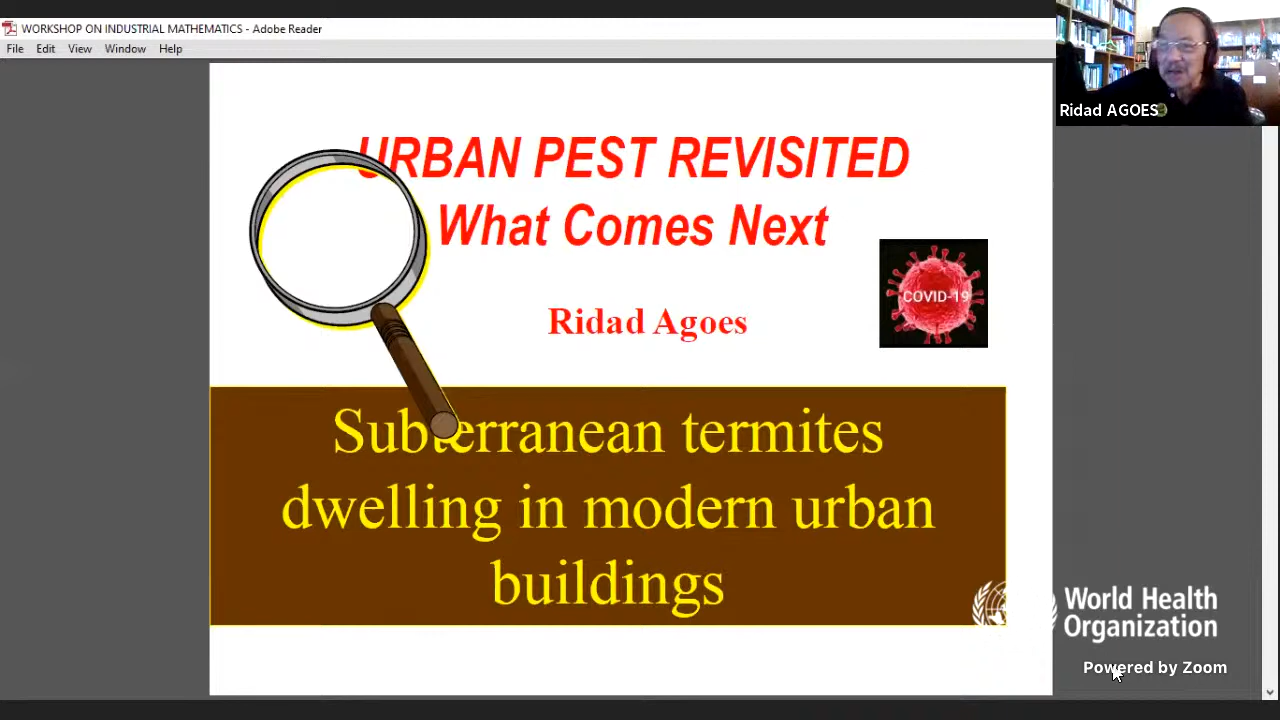 WORKSHOP ON INDUSTRIAL MATHEMATICS - Adobe Reader
File Edit View Window Help
Ridad AGOES
URBAN PEST REVISITED
What Comes Next
COVID-19
Ridad Agoes
Subterranean termites
dwelling in modern urban
buildings
World Health
Organization
Powered by Zoom